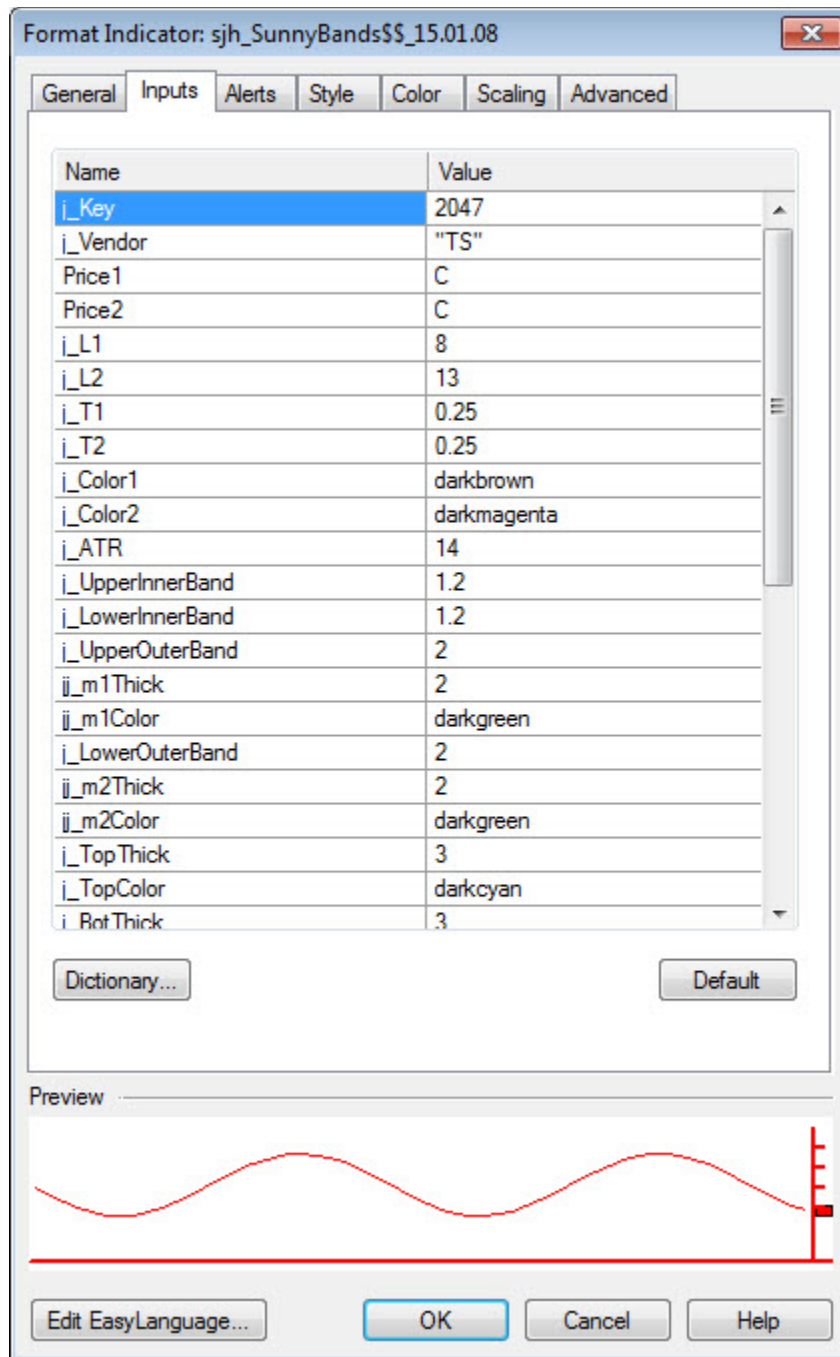 Format Indicator: sjh_SunnyBands$$_15.01.08
General Inputs Alerts Style Color Scaling Advanced
Name Value
j_Key 2047
j_Vendor "TS"
Price1 C
Price2 C
j_L1 8
j_L2 13
j_T1 0.25
j_T2 0.25
j_Color1 darkbrown
j_Color2 darkmagenta
j_ATR 14
j_UpperInnerBand 1.2
j_LowerInnerBand 1.2
j_UpperOuterBand 2
jj_m1Thick 2
jj_m1Color darkgreen
j_LowerOuterBand 2
jj_m2Thick 2
jj_m2Color darkgreen
j_TopThick 3
j_TopColor darkcyan
j_BotThick 3
Dictionary... Default
Preview
Edit EasyLanguage... OK Cancel Help